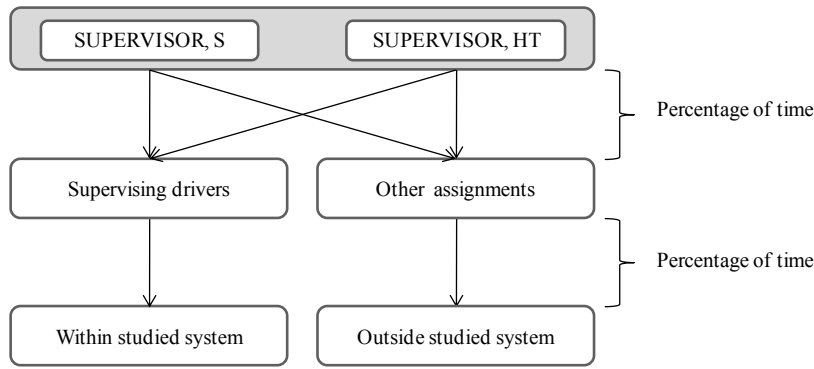 SUPERVISOR, S
SUPERVISOR, HT
Percentage of time
Supervising drivers
Other assignments
Percentage of time
Within studied system
Outside studied system